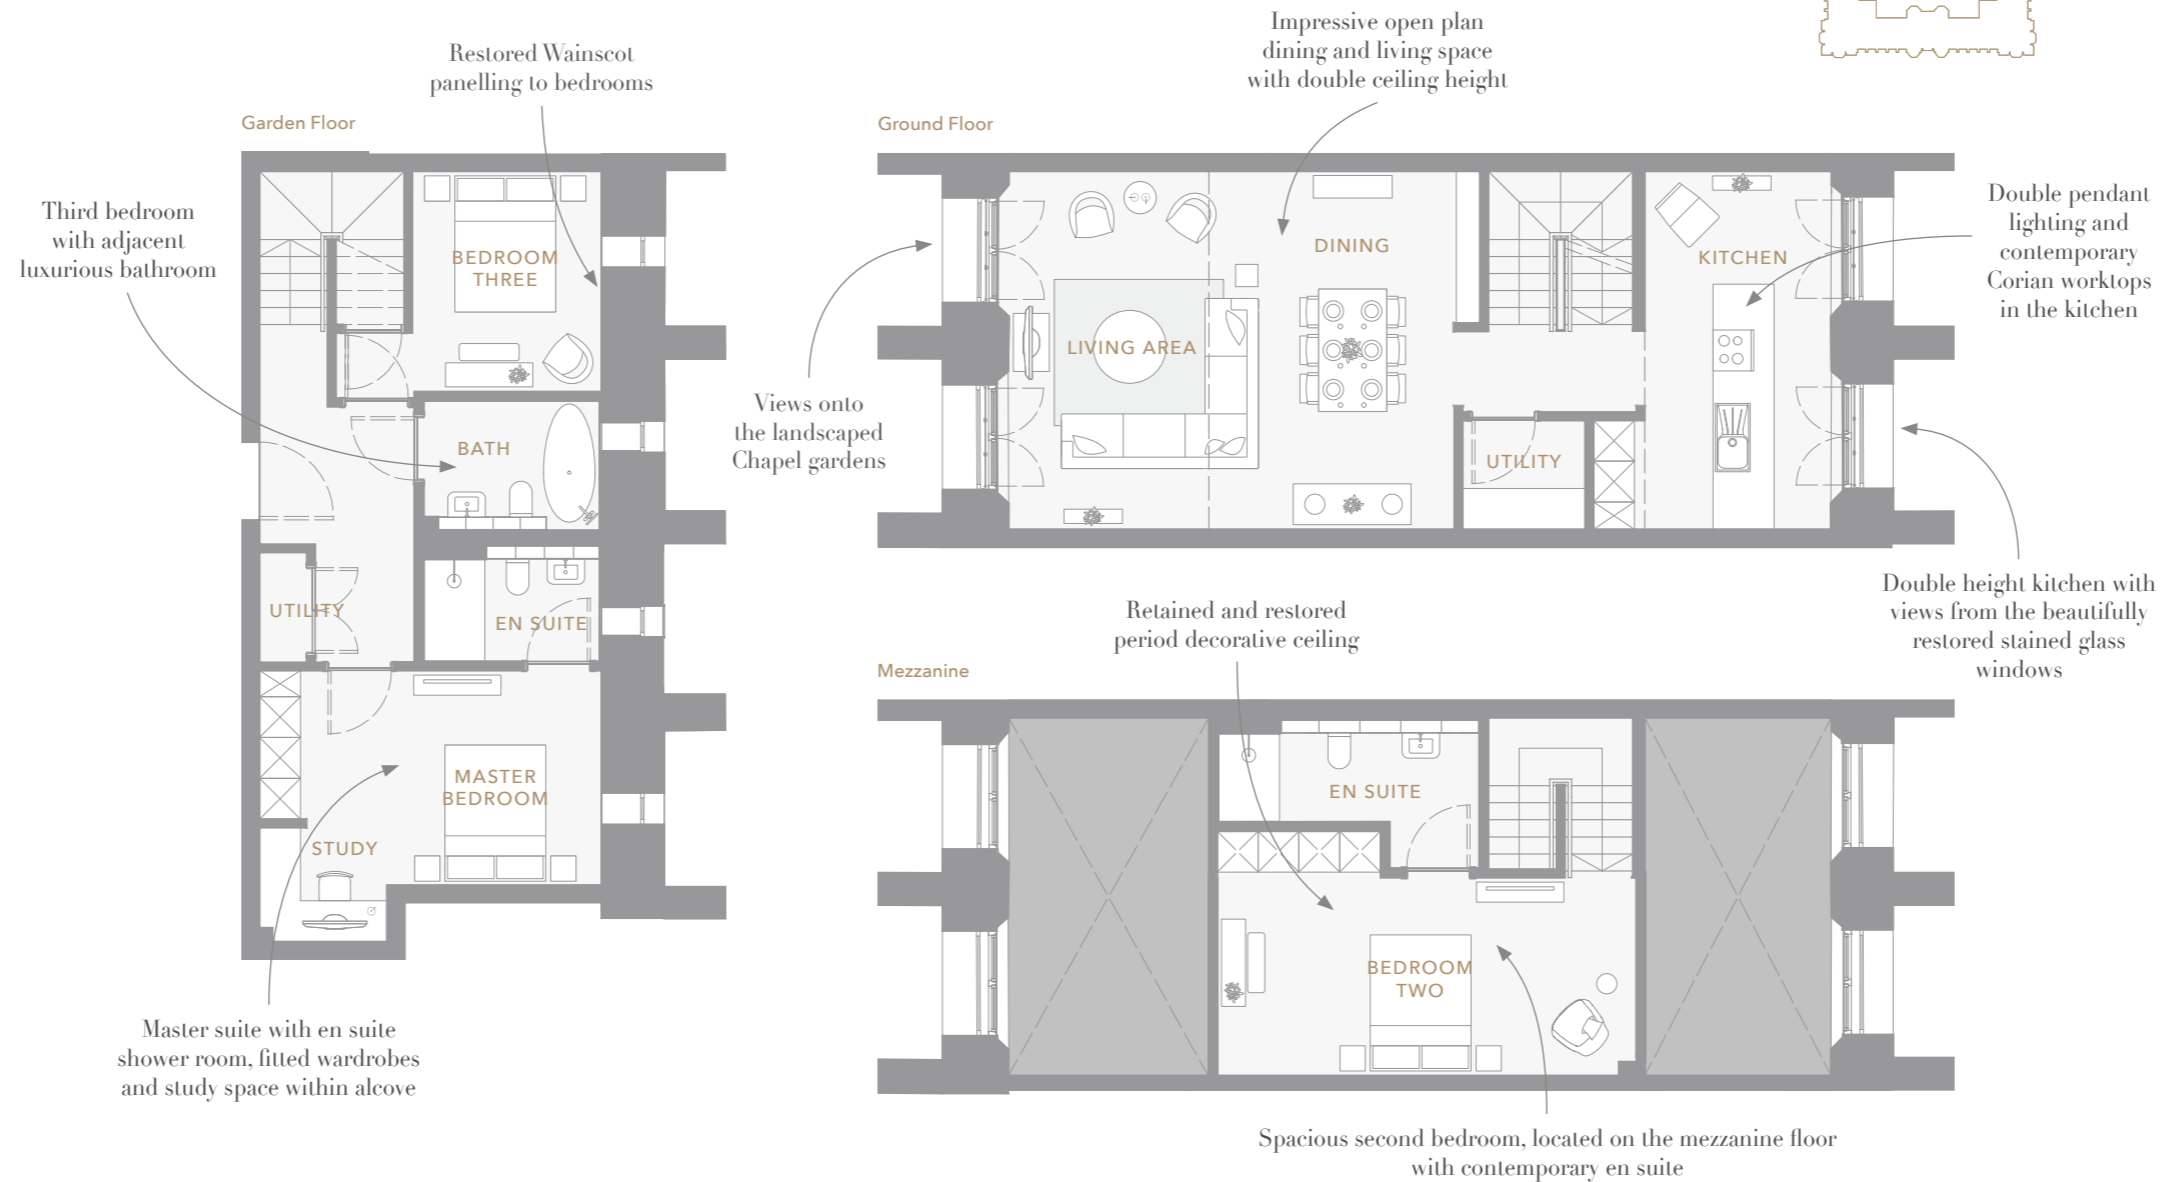 Restored Wainscot
panelling to bedrooms
Impressive open plan
dining and living space
with double ceiling height
Garden Floor
Ground Floor
Third bedroom
with adjacent
luxurious bathroom
BEDROOM
THREE
BATH
UTILITY
EN SUITE
MASTER
BEDROOM
STUDY
Master suite with en suite
shower room, fitted wardrobes
and study space within alcove
Views onto
the landscaped
Chapel gardens
LIVING AREA
DINING
UTILITY
KITCHEN
Double pendant
lighting and
contemporary
Corian worktops
in the kitchen
Double height kitchen with
views from the beautifully
restored stained glass
windows
Retained and restored
period decorative ceiling
Mezzanine
EN SUITE
BEDROOM
TWO
Spacious second bedroom, located on the mezzanine floor
with contemporary en suite